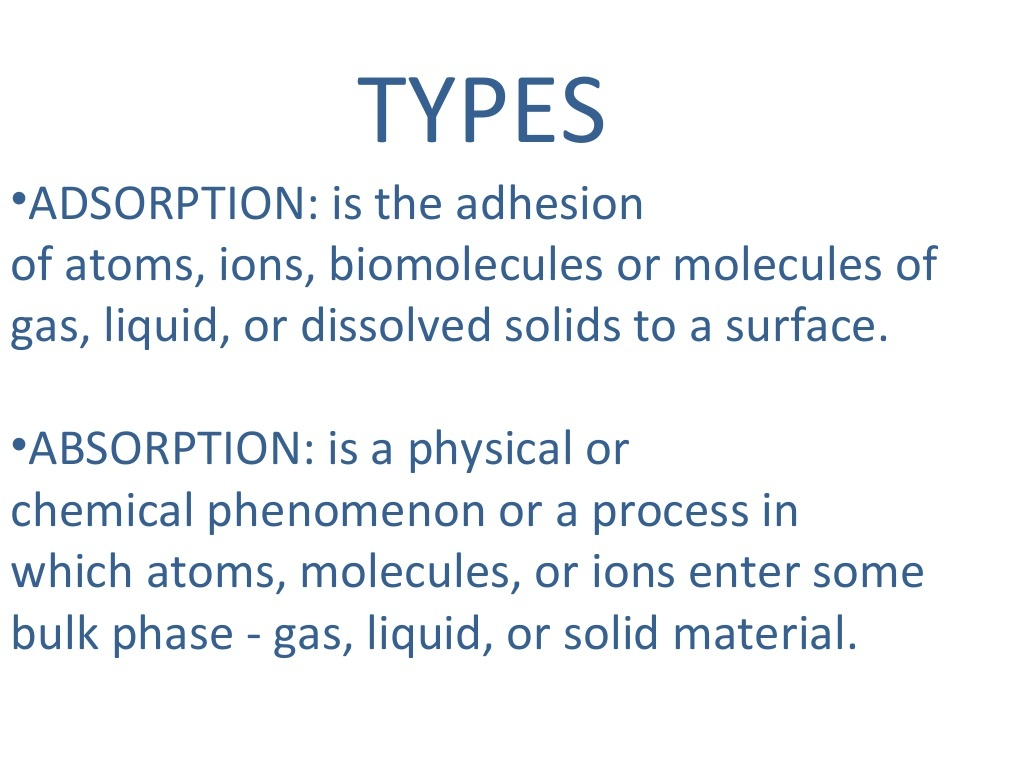 TYPES
•ADSORPTION: is the adhesion
of atoms, ions, biomolecules or molecules of
gas, liquid, or dissolved solids to a surface.
•ABSORPTION: is a physical or
chemical phenomenon or a process in
which atoms, molecules, or ions enter some
bulk phase - gas, liquid, or solid material.